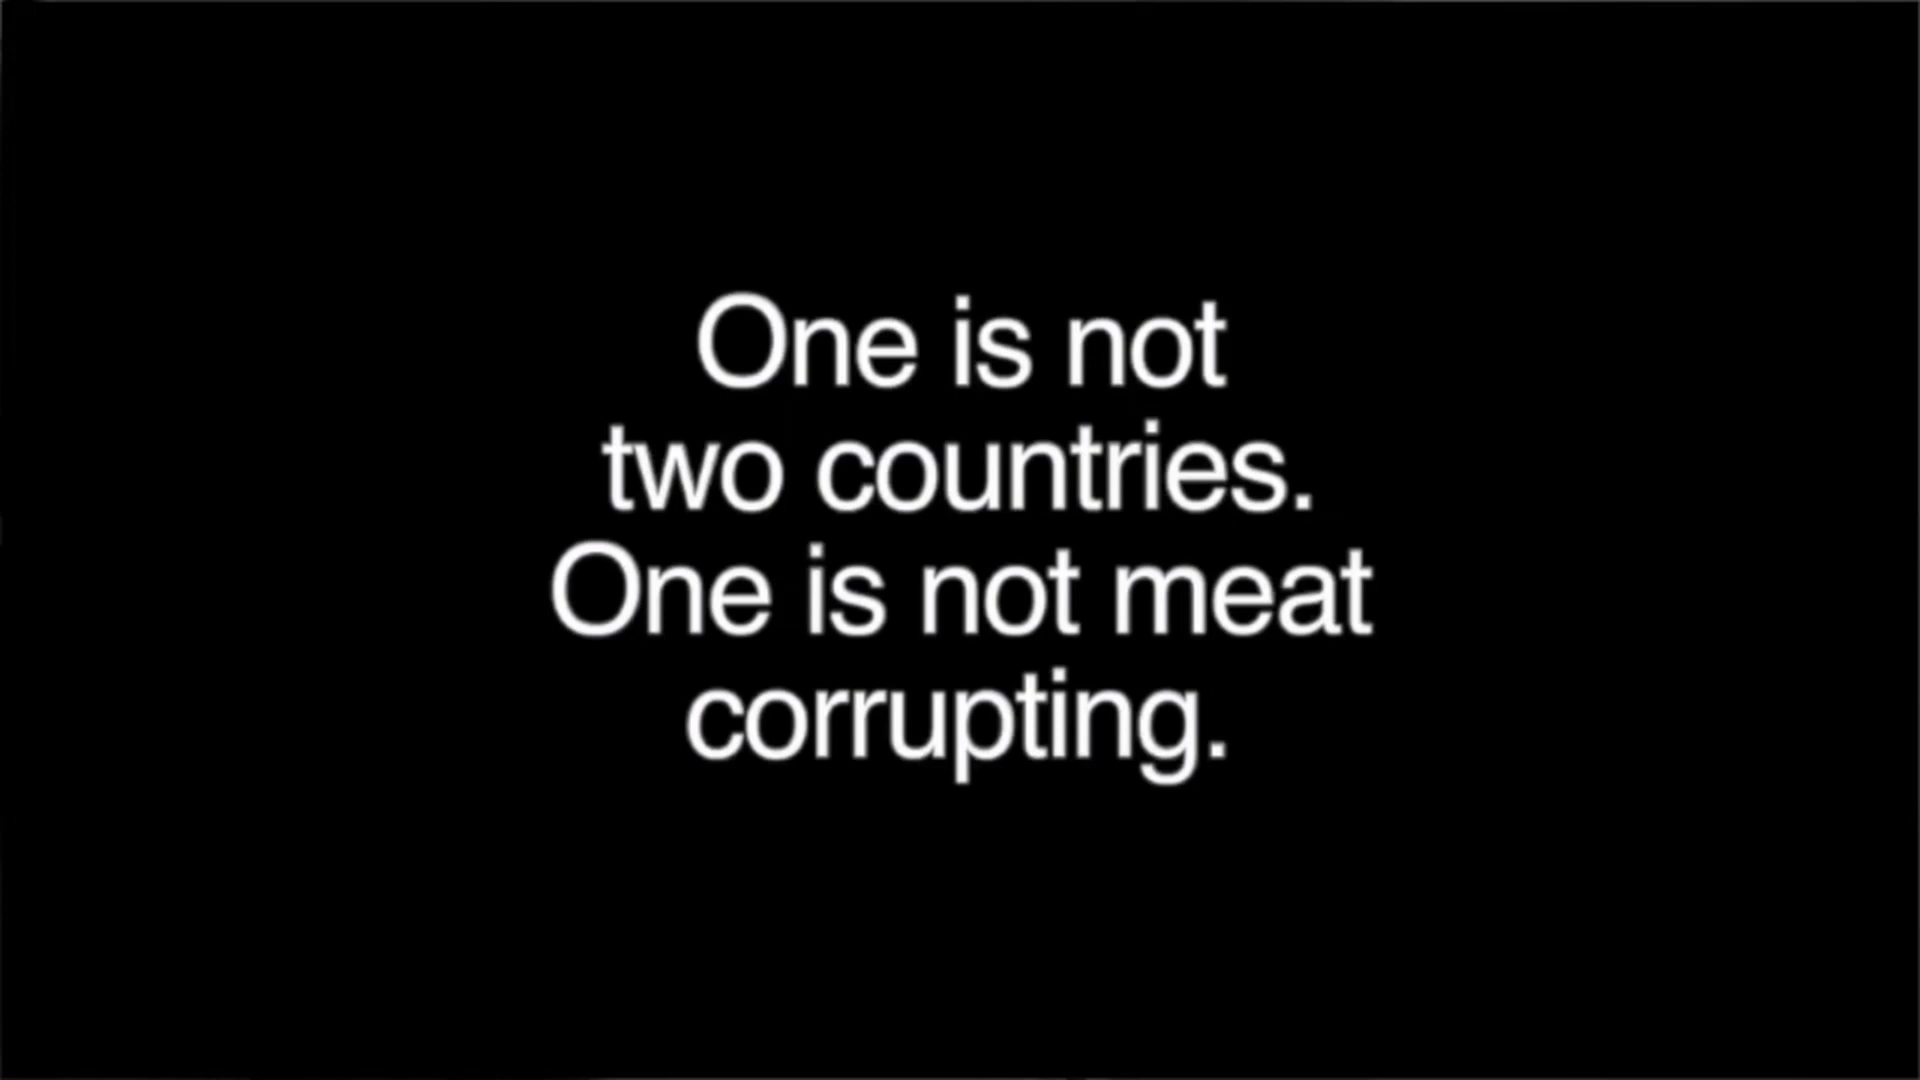 One is not
two countries.
One is not meat
corrupting.